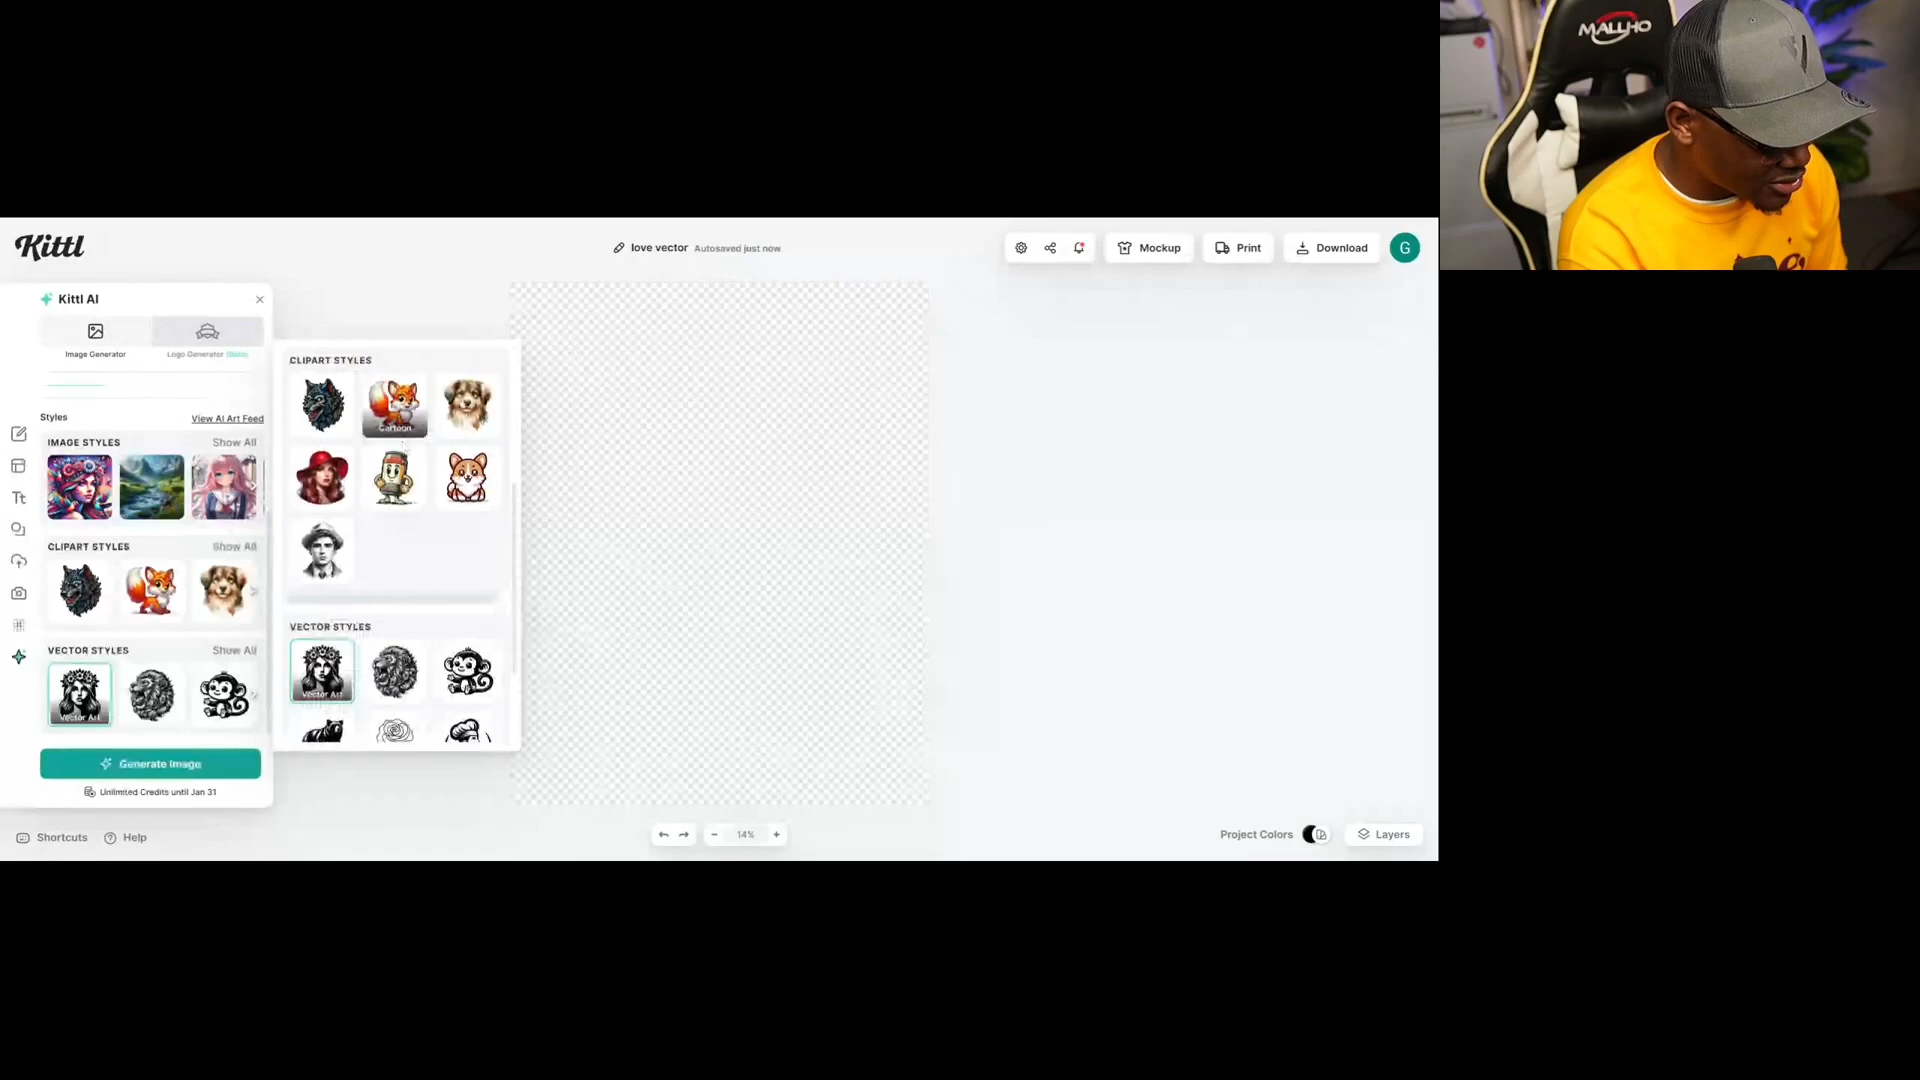 MALLHO
Kittl
love vector Autosaved just now
Mockup
Print
Download
G
Kittl AI
Image Generator
Logo Generator (Beta)
Styles
View AI Art Feed
IMAGE STYLES
Show All
CLIPART STYLES
Show All
VECTOR STYLES
Show All
Vector Art
Generate Image
Unlimited Credits until Jan 31
CLIPART STYLES
Cartoon
VECTOR STYLES
Vector Art
Tt
Shortcuts
Help
14%
Project Colors
Layers